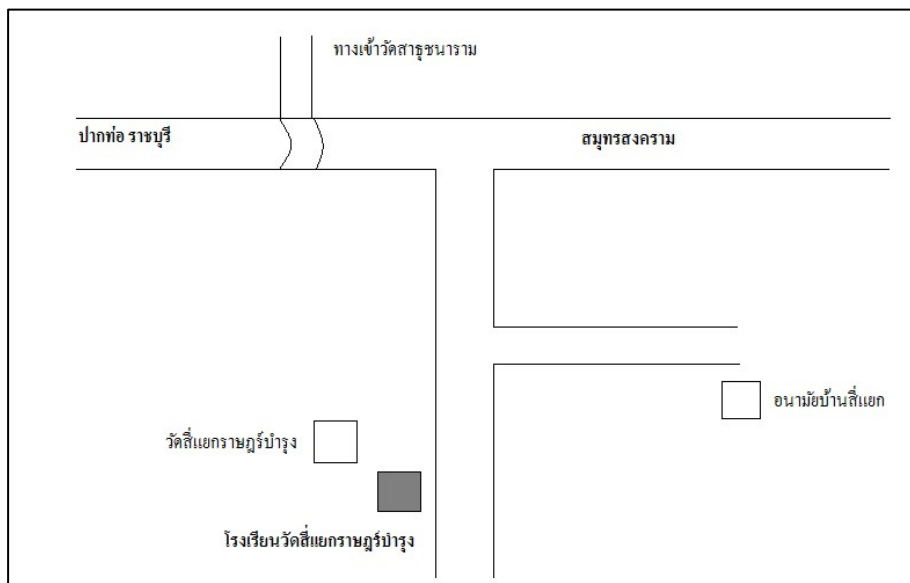 ทางเข้าวัดสาธุชนาราม
ปากท่อ ราชบุรี
สมุทรสงคราม
อนามัยบ้านสี่แยก
วัดสี่แยกราษฎร์บำรุง
โรงเรียนวัดสี่แยกราษฎร์บำรุง